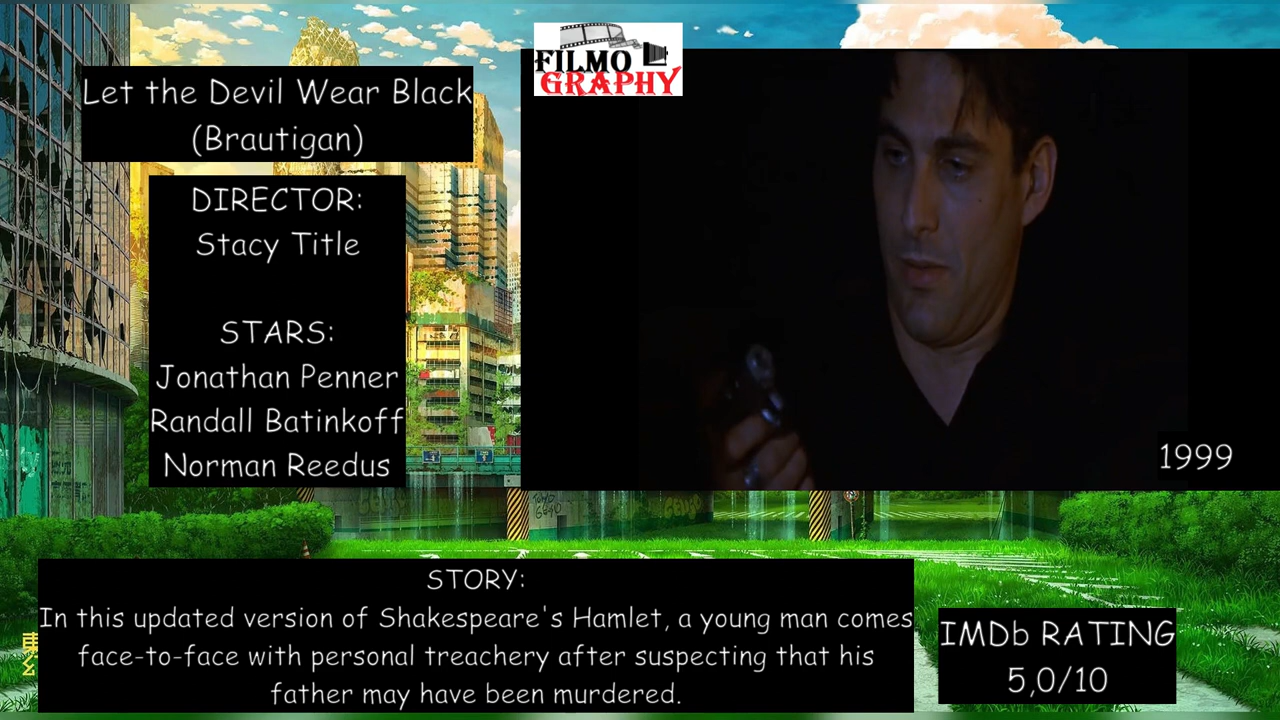 Let the Devil Wear Black
(Brautigan)
DIRECTOR:
Stacy Title
STARS:
Jonathan Penner
Randall Batinkoff
Norman Reedus
FILMO
GRAPHY
1999
STORY:
In this updated version of Shakespeare's Hamlet, a young man comes
face-to-face with personal treachery after suspecting that his
father may have been murdered.
IMDb RATING
5,0/10